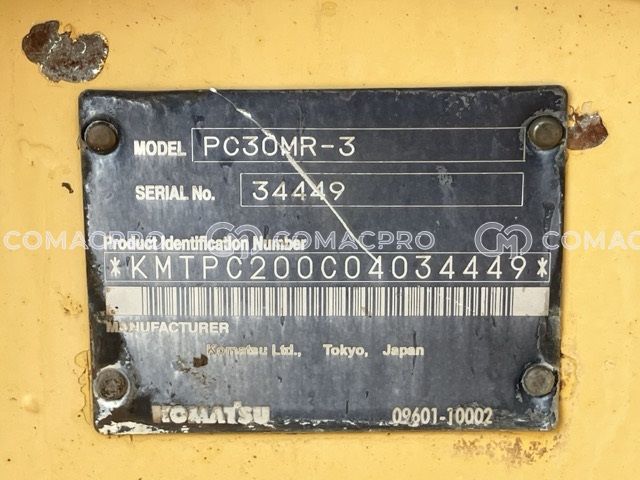 MODEL PC30MR-3
SERIAL No. 34449
COMACPRO COMACPRO COMACPRO
Product Identification Number
*KMTPC200C04034449*
MANUFACTURER
Komatsu Ltd., Tokyo, Japan
KOMATSU 09601-10002